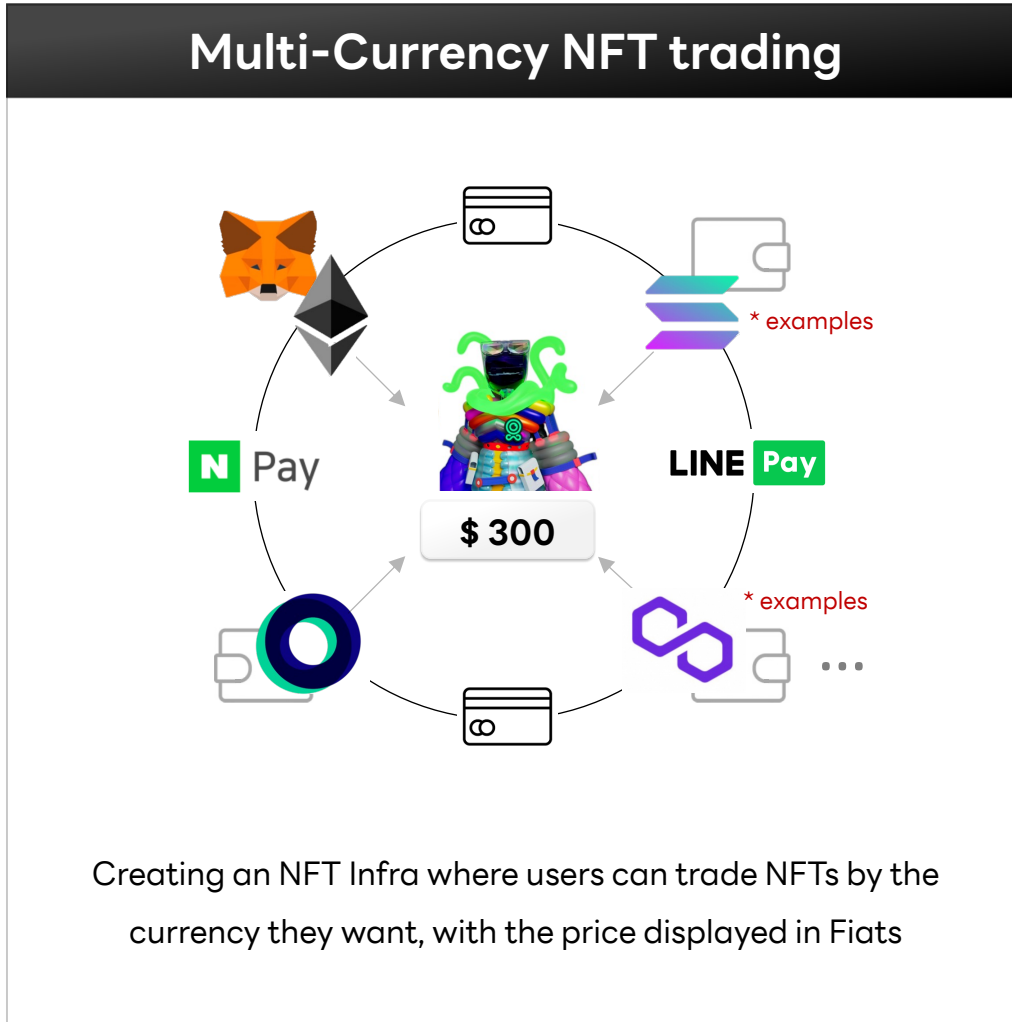 Multi-Currency NFT trading
* examples
N Pay
LINE Pay
$ 300
* examples
Creating an NFT Infra where users can trade NFTs by the
currency they want, with the price displayed in Fiats